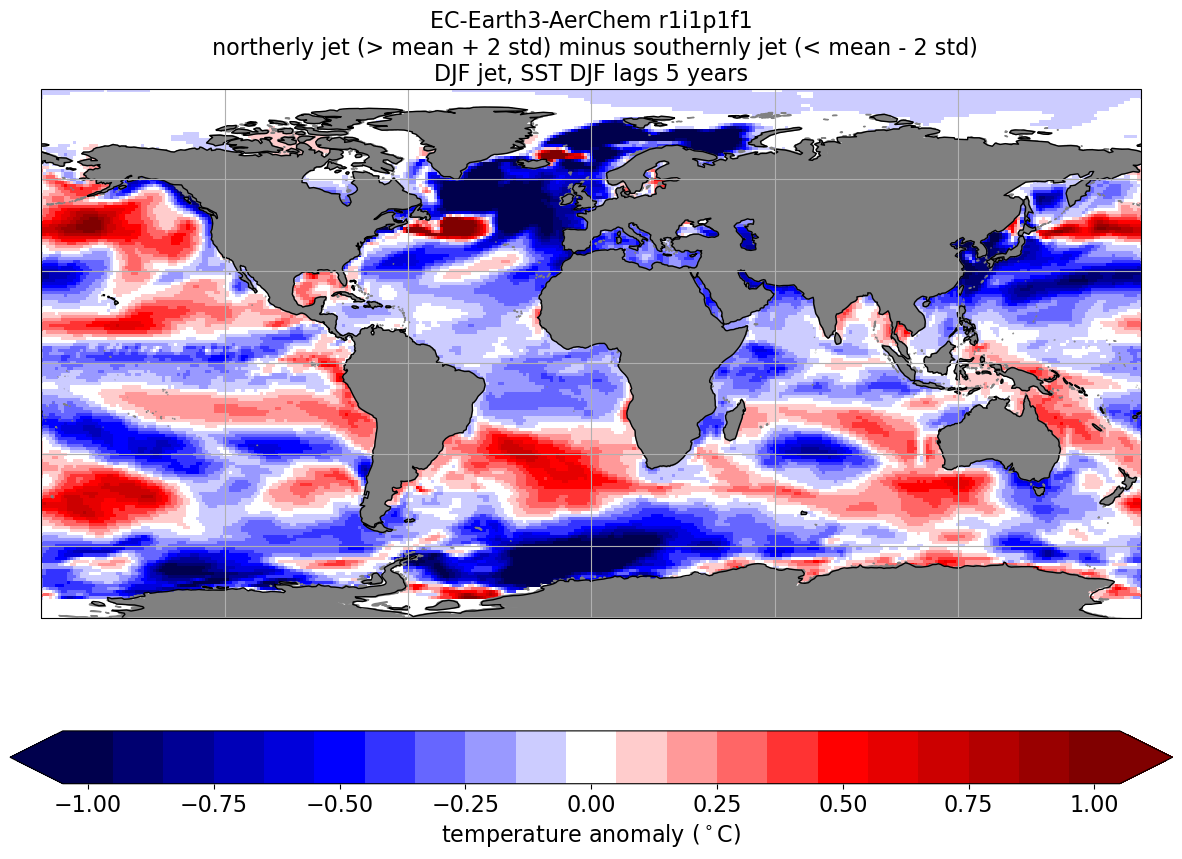 EC-Earth3-AerChem r1i1p1f1
northerly jet (> mean + 2 std) minus southernly jet (< mean - 2 std)
DJF jet, SST DJF lags 5 years
−1.00 −0.75 −0.50 −0.25 0.00 0.25 0.50 0.75 1.00
temperature anomaly (°C)